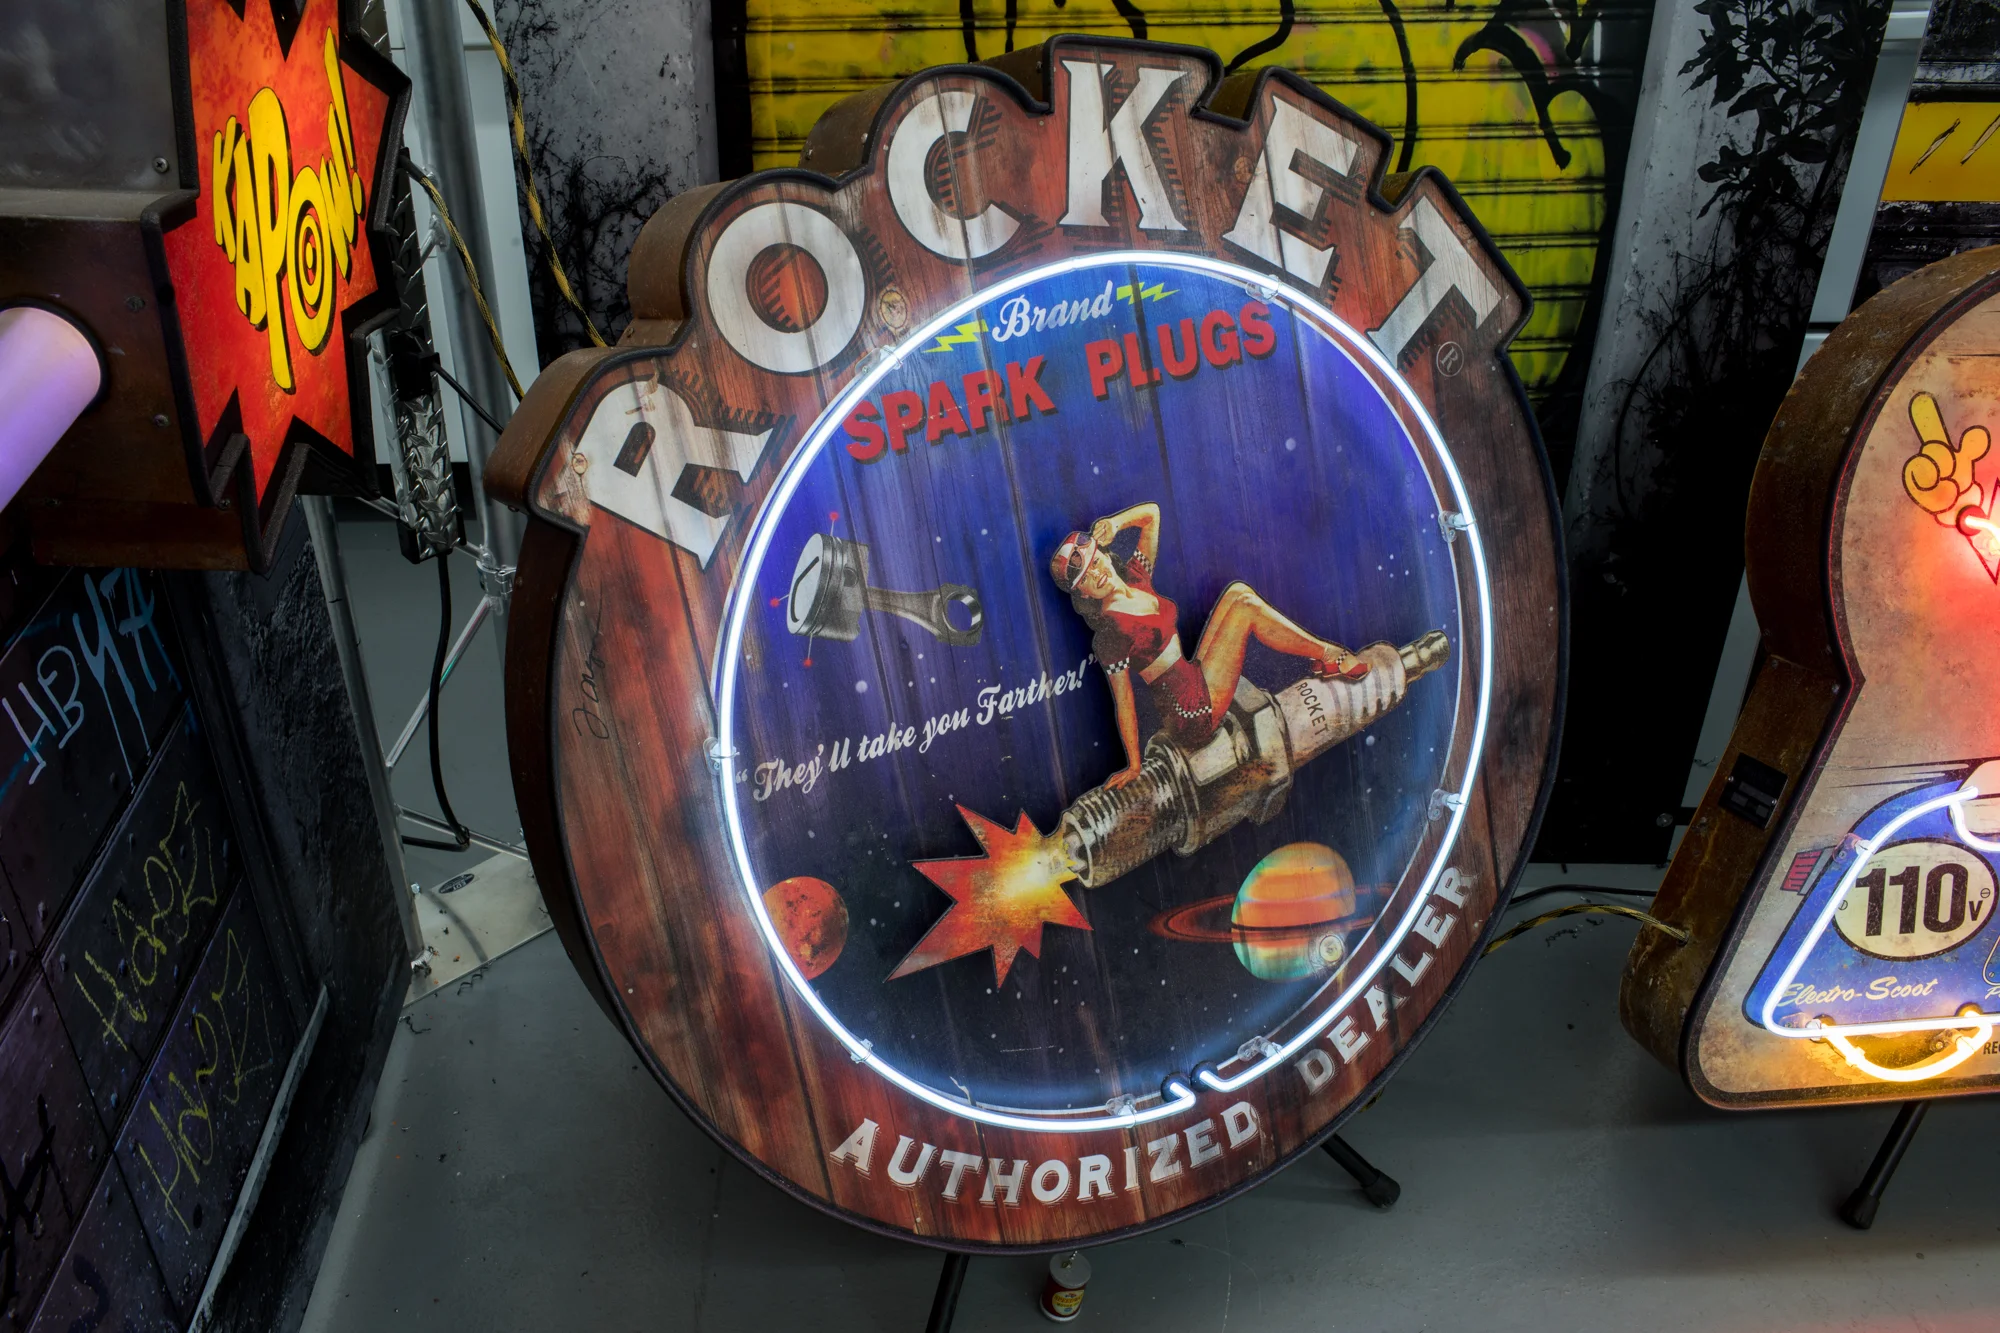 KAPOW!
ROCKET
®
Brand
SPARK PLUGS
"They'll take you Farther!"
ROCKET
AUTHORIZED DEALER
110v
Electro-Scoot